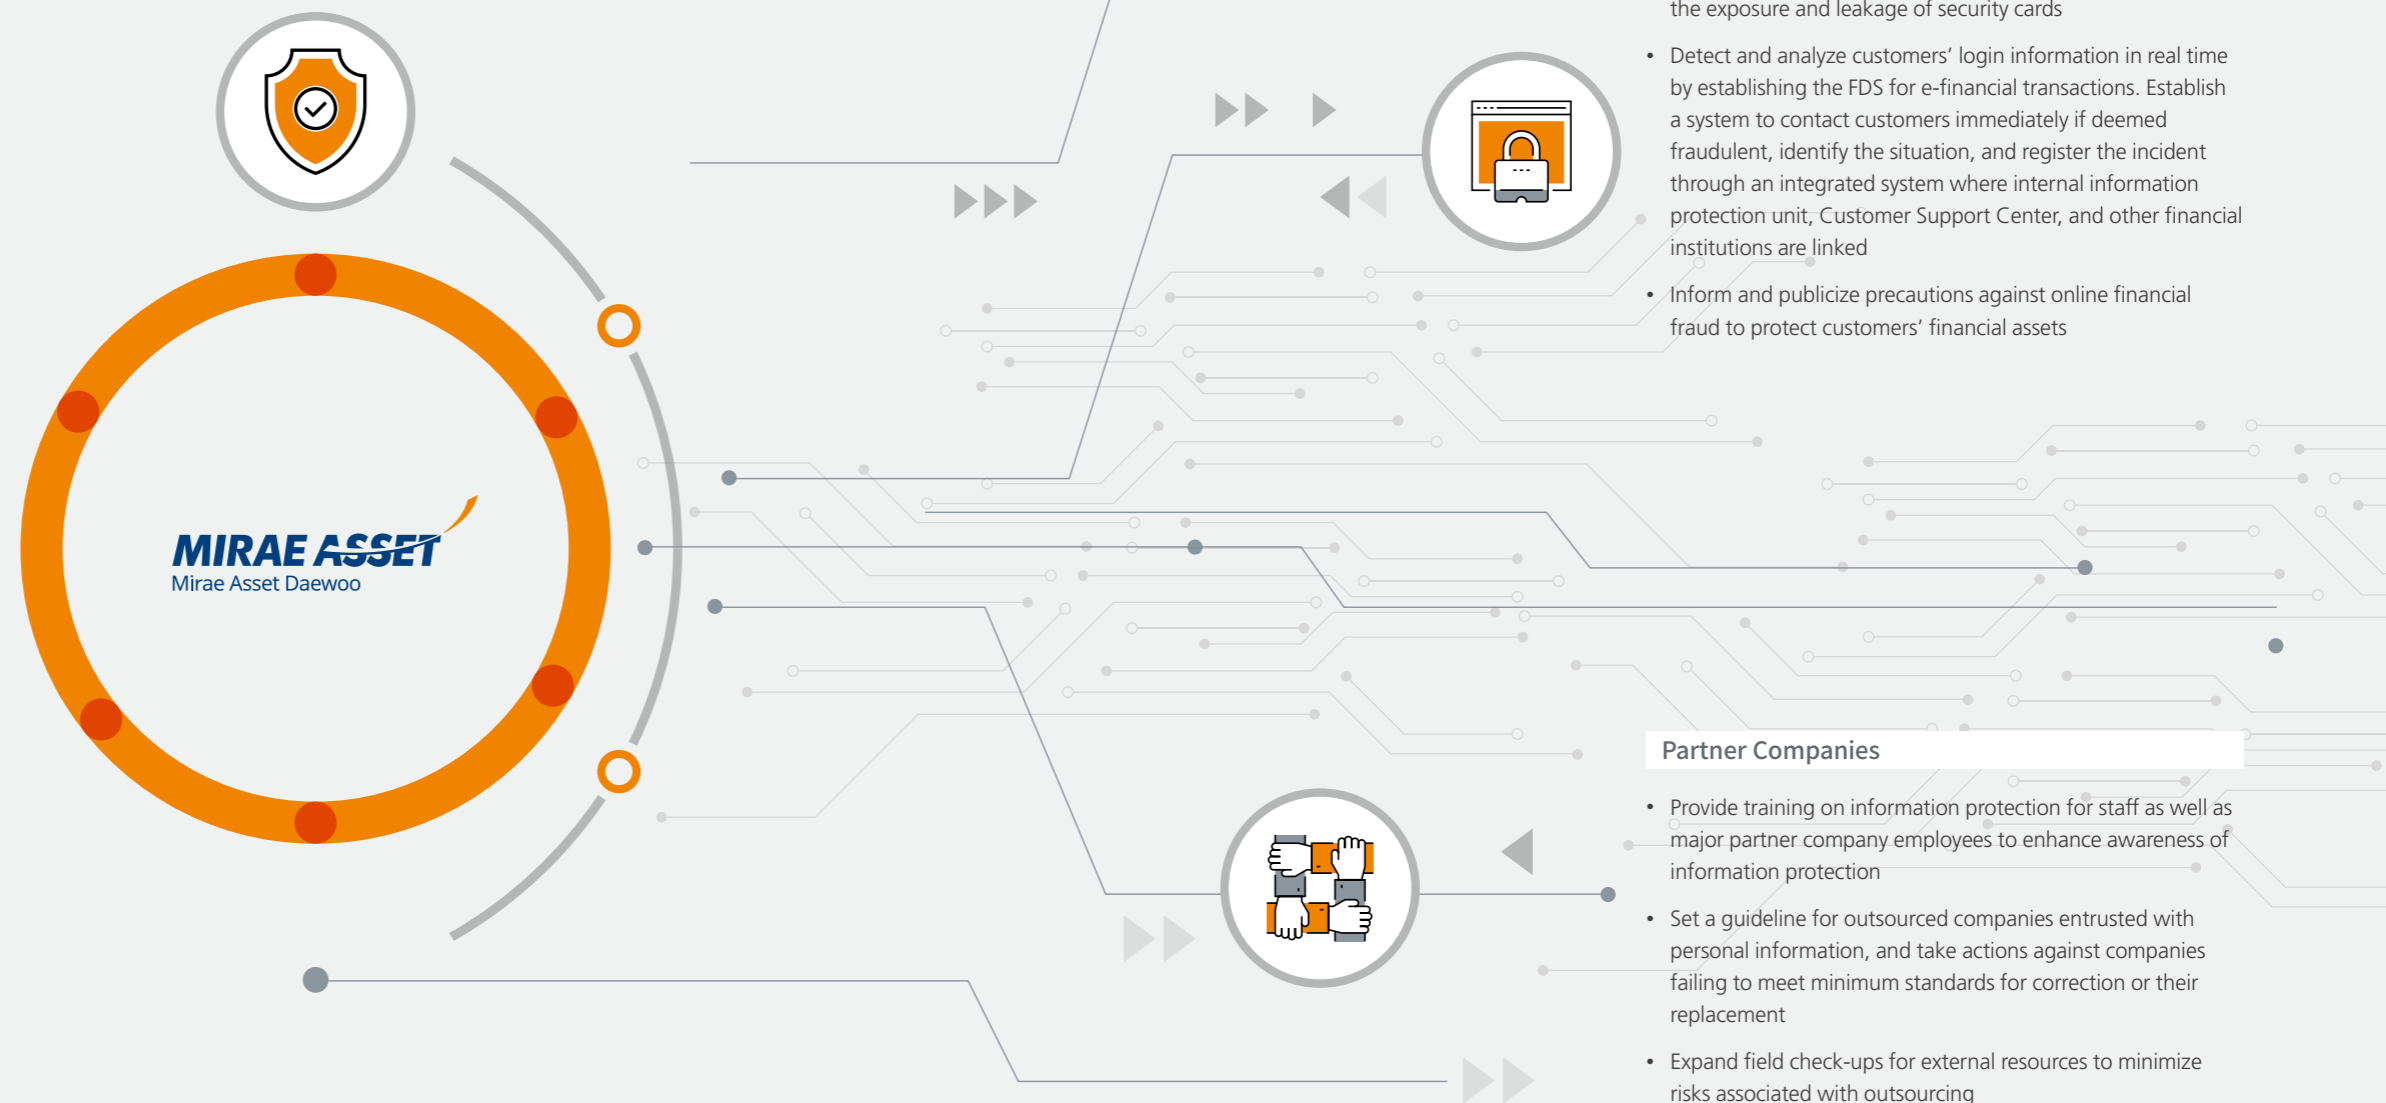 the exposure and leakage of security cards
• Detect and analyze customers’ login information in real time
by establishing the FDS for e-financial transactions. Establish
a system to contact customers immediately if deemed
fraudulent, identify the situation, and register the incident
through an integrated system where internal information
protection unit, Customer Support Center, and other financial
institutions are linked
• Inform and publicize precautions against online financial
fraud to protect customers’ financial assets
MIRAE ASSET
Mirae Asset Daewoo
Partner Companies
• Provide training on information protection for staff as well as
major partner company employees to enhance awareness of
information protection
• Set a guideline for outsourced companies entrusted with
personal information, and take actions against companies
failing to meet minimum standards for correction or their
replacement
• Expand field check-ups for external resources to minimize
risks associated with outsourcing